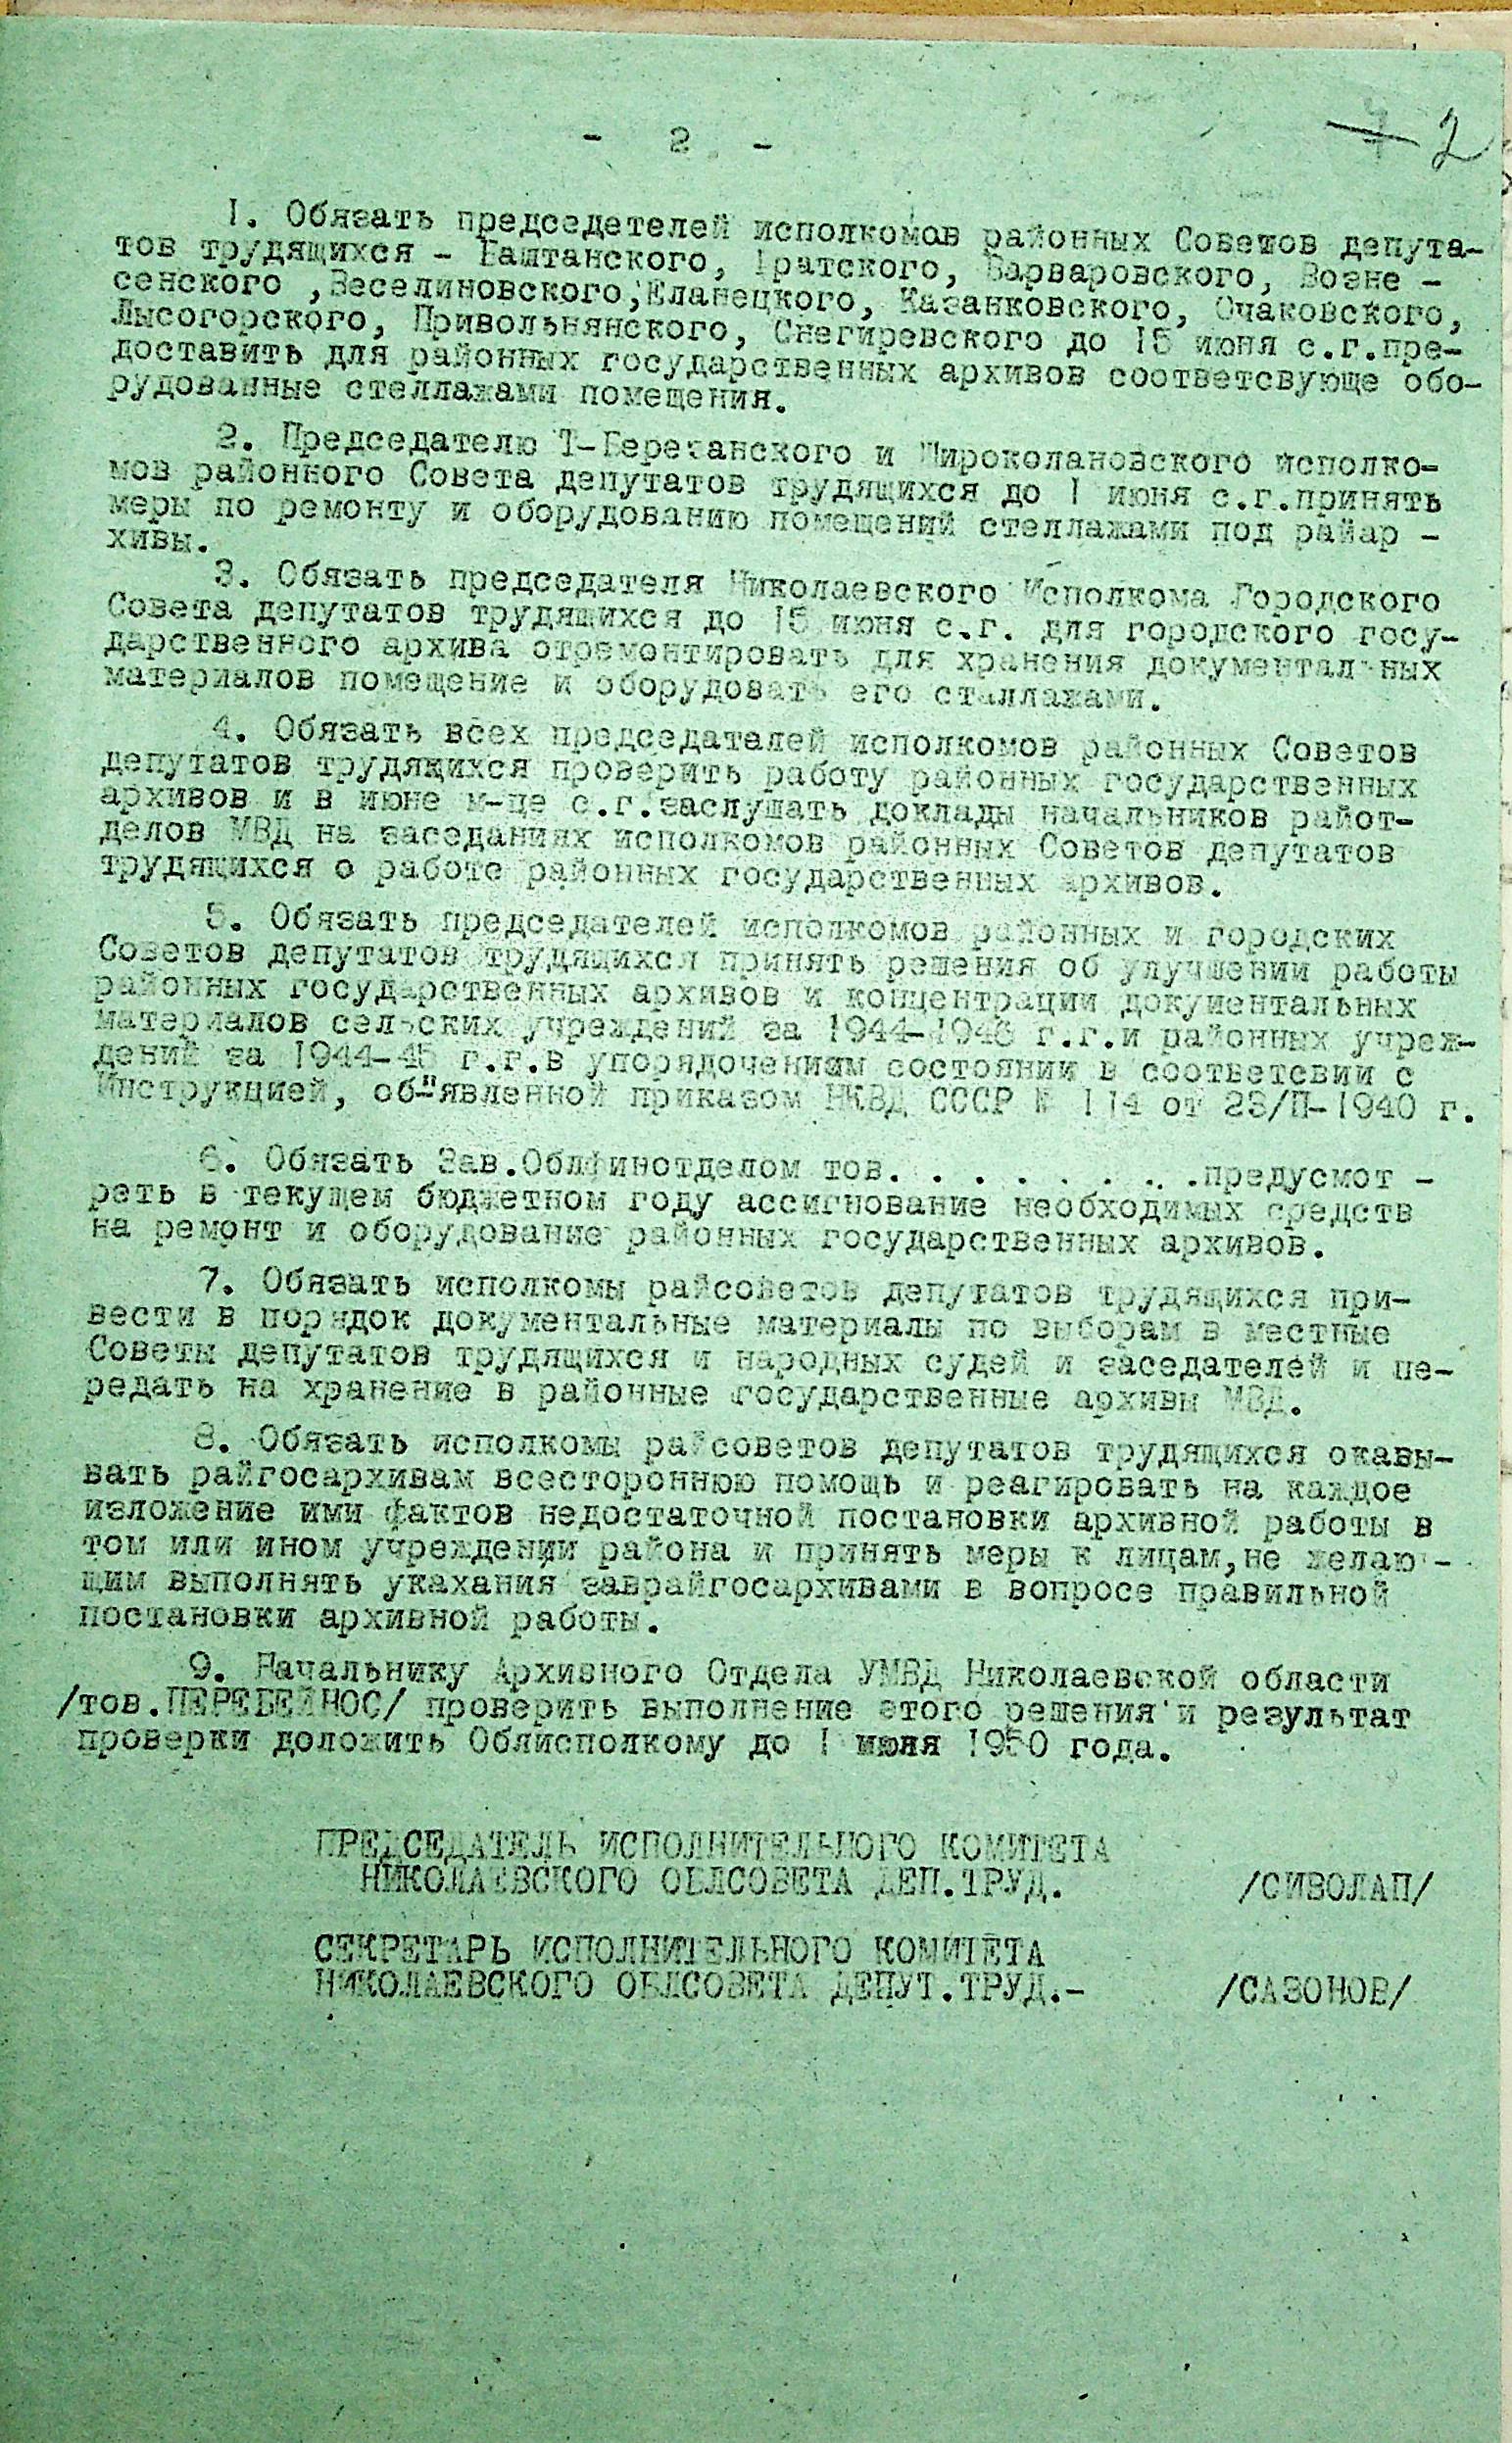 - 2 -
2
1. Обязать председетелей исполкомов районных Советов депута-
тов трудящихся - Баштанского, Братского, Варваровского, Возне -
сенского ,Веселиновского,Еланецкого, Казанковского, Очаковского,
Лысогорского, Привольнянского, Снегиревского до 15 июня с.г.пре-
доставить для районных государственных архивов соответсвующе обо-
рудованные стеллажами помещения.
2. Председателю Т-Березанского и Широколановского исполко-
мов районного Совета депутатов трудящихся до 1 июня с.г.принять
меры по ремонту и оборудованию помещений стеллажами под райар -
хивы.
3. Обязать председателя Николаевского Исполкома Городского
Совета депутатов трудящихся до 15 июня с.г. для городского госу-
дарственного архива отремонтировать для хранения документальных
материалов помещение и оборудовать его сталлажами.
4. Обязать всех председателей исполкомов районных Советов
депутатов трудящихся проверить работу районных государственных
архивов и в июне м-це с.г.заслушать доклады начальников райот-
делов МВД на заседаниях исполкомов районных Советов депутатов
трудящихся о работе районных государственных архивов.
5. Обязать председателей исполкомов районных и городских
Советов депутатов трудящихся принять решения об улучшении работы
районных государственных архивов и концентрации документальных
материалов сельских учреждений за 1944-1946 г.г.и районных учреж-
дений за 1944-45 г.г.в упорядочением состоянии в соответсвии с
Инструкцией, об"явленной приказом НКВД СССР № 114 от 23/П-1940 г.
6. Обязать Зав.Облфинотделом тов. . . . . . . . .предусмот -
реть в текущем бюджетном году ассигнование необходимых средств
на ремонт и оборудование районных государственных архивов.
7. Обязать исполкомы райсоветов депутатов трудящихся при-
вести в порядок документальные материалы по выборам в местные
Советы депутатов трудящихся и народных судей и заседателей и пе-
редать на хранение в районные государственные архивы МВД.
8. Обязать исполкомы райсоветов депутатов трудящихся оказы-
вать райгосархивам всестороннюю помощь и реагировать на каждое
изложение ими фактов недостаточной постановки архивной работы в
том или ином учреждении района и принять меры к лицам,не желаю -
щим выполнять укахания заврайгосархивами в вопросе правильной
постановки архивной работы.
9. Начальнику Архивного Отдела УМВД Николаевской области
/тов.ПЕРЕБЕЙНОС/ проверить выполнение этого решения и результат
проверки доложить Облисполкому до 1 июня 1950 года.
ПРЕДСЕДАТЕЛЬ ИСПОЛНИТЕЛЬНОГО КОМИТЕТА
НИКОЛАЕВСКОГО ОБЛСОВЕТА ДЕП.ТРУД. /СИВОЛАП/
СЕКРЕТАРЬ ИСПОЛНИТЕЛЬНОГО КОМИТЕТА
НИКОЛАЕВСКОГО ОБЛСОВЕТА ДЕПУТ.ТРУД.- /САЗОНОВ/